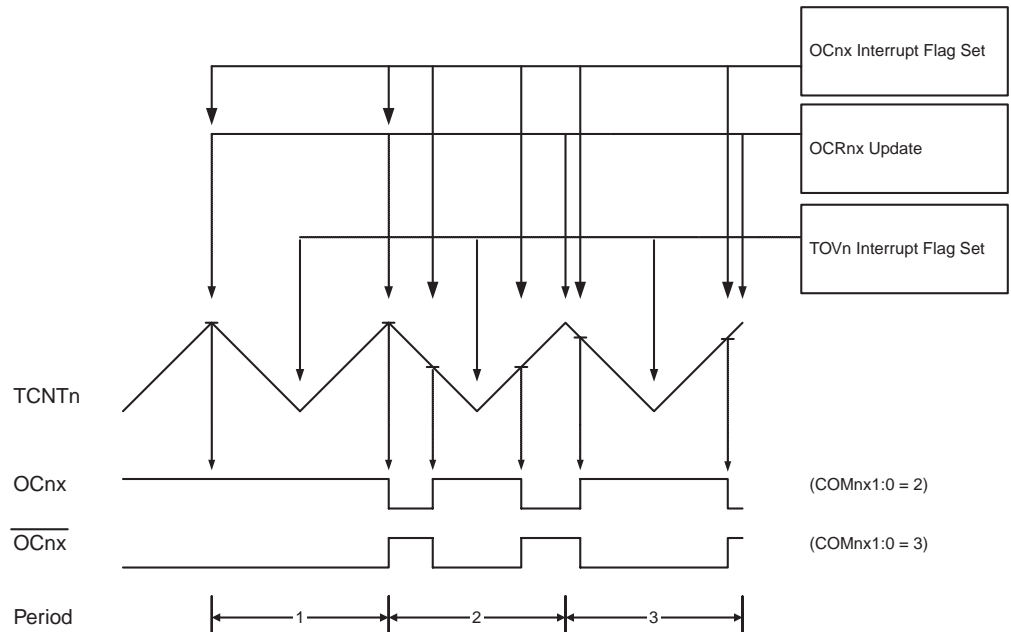 OCnx Interrupt Flag Set
OCRnx Update
TOVn Interrupt Flag Set
TCNTn
OCnx
(COMnx1:0 = 2)
OCnx
(COMnx1:0 = 3)
Period
1
2
3